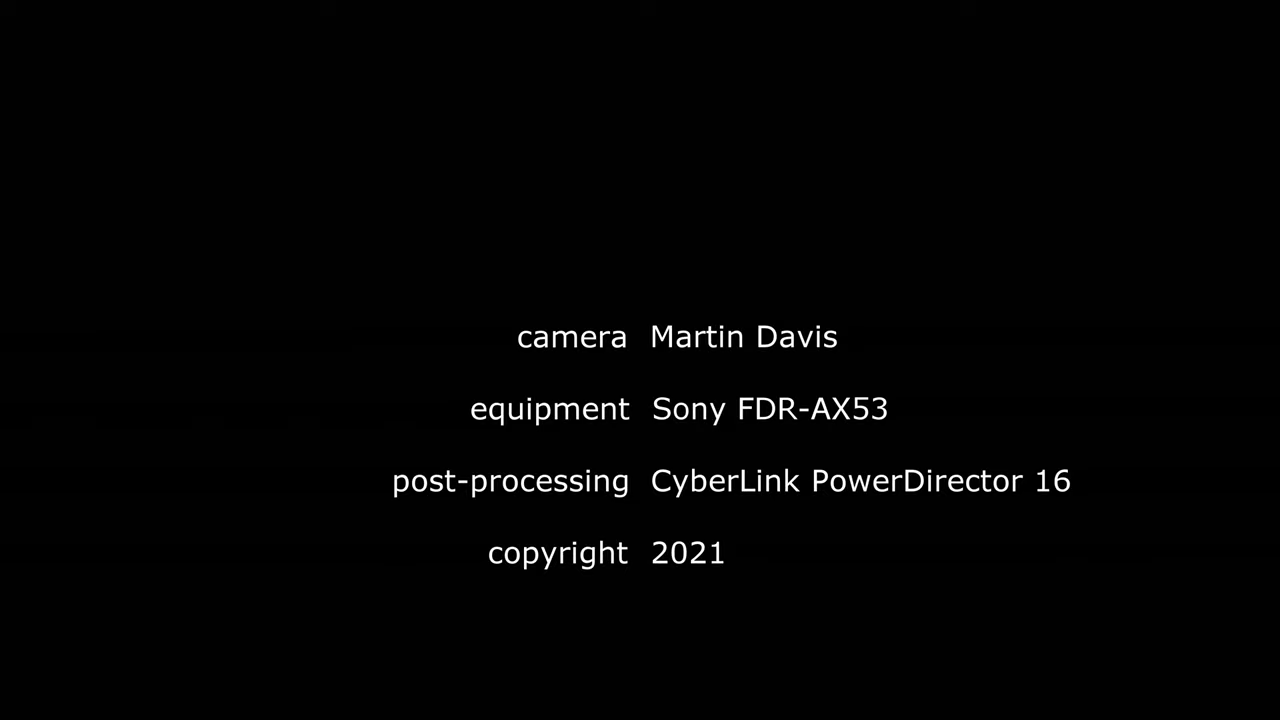 camera Martin Davis
equipment Sony FDR-AX53
post-processing CyberLink PowerDirector 16
copyright 2021